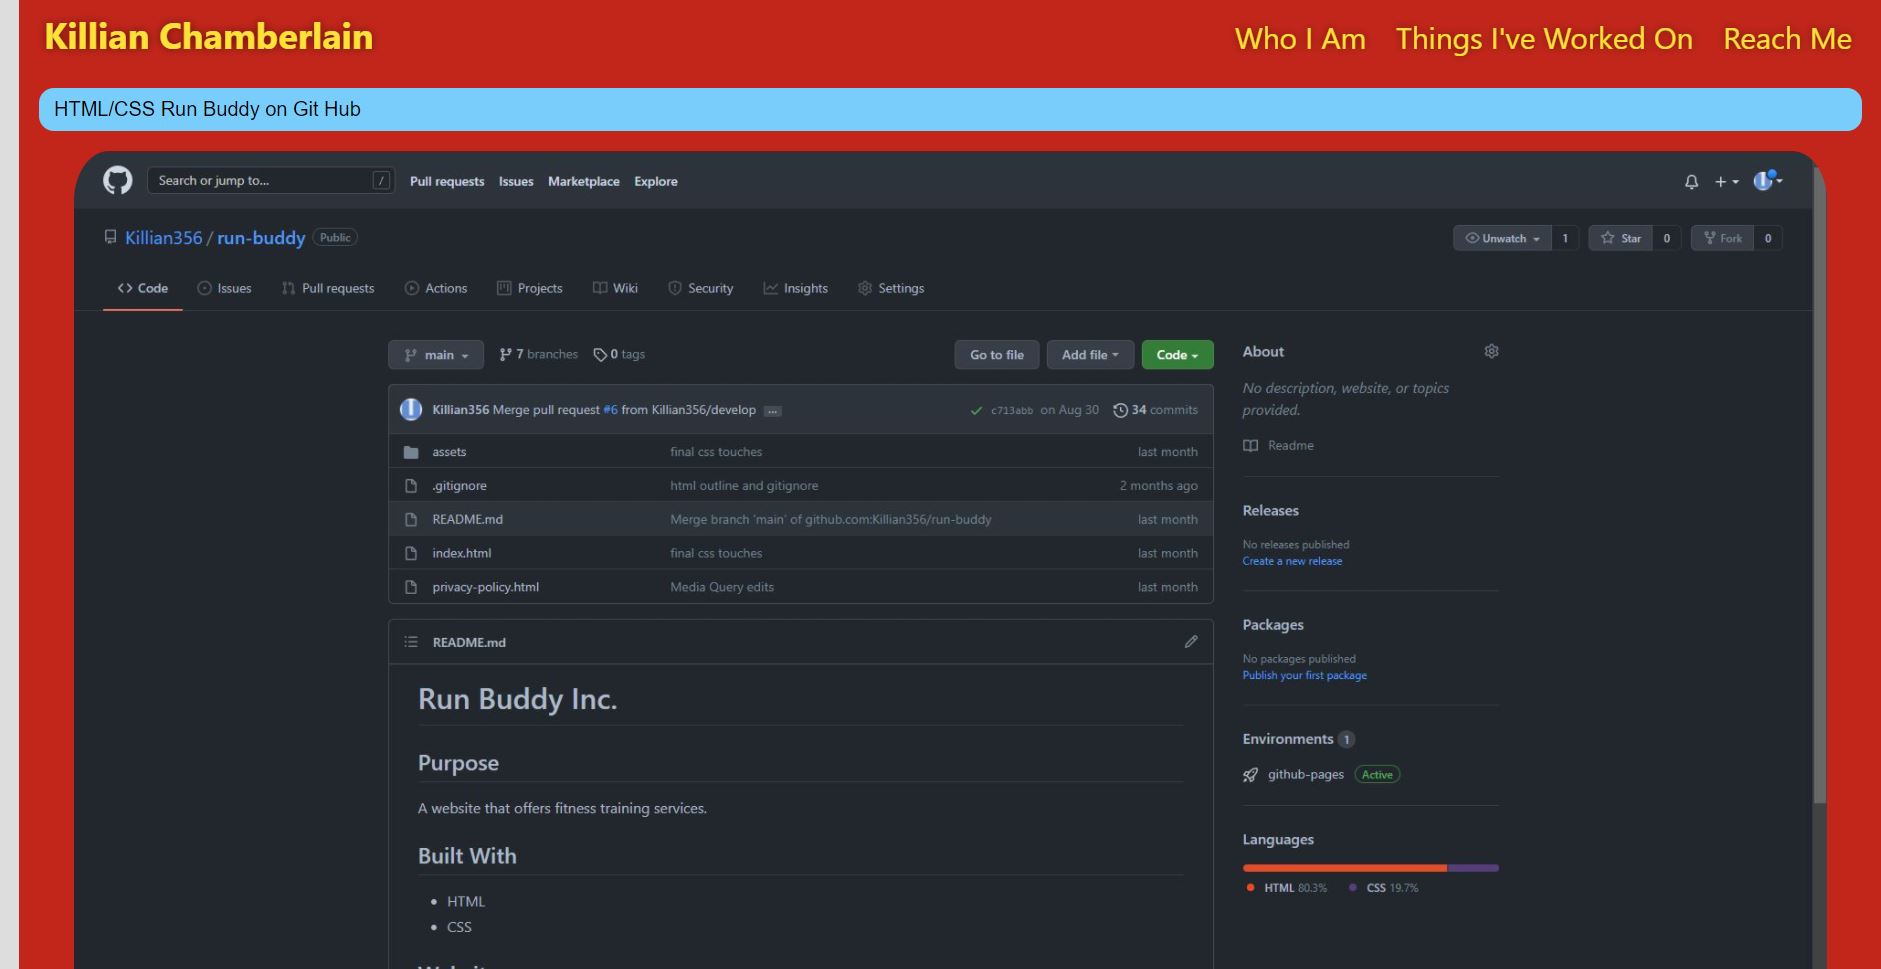 Killian Chamberlain
Who I Am Things I've Worked On Reach Me
HTML/CSS Run Buddy on Git Hub
Search or jump to... /
Pull requests Issues Marketplace Explore
Killian356 / run-buddy Public
Unwatch 1 Star 0 Fork 0
Code Issues Pull requests Actions Projects Wiki Security Insights Settings
main 7 branches 0 tags
Go to file Add file Code
Killian356 Merge pull request #6 from Killian356/develop ... c713abb on Aug 30 34 commits
assets final css touches last month
.gitignore html outline and gitignore 2 months ago
README.md Merge branch 'main' of github.com:Killian356/run-buddy last month
index.html final css touches last month
privacy-policy.html Media Query edits last month
README.md
Run Buddy Inc.
Purpose
A website that offers fitness training services.
Built With
HTML
CSS
About
No description, website, or topics
provided.
Readme
Releases
No releases published
Create a new release
Packages
No packages published
Publish your first package
Environments 1
github-pages Active
Languages
HTML 80.3% CSS 19.7%